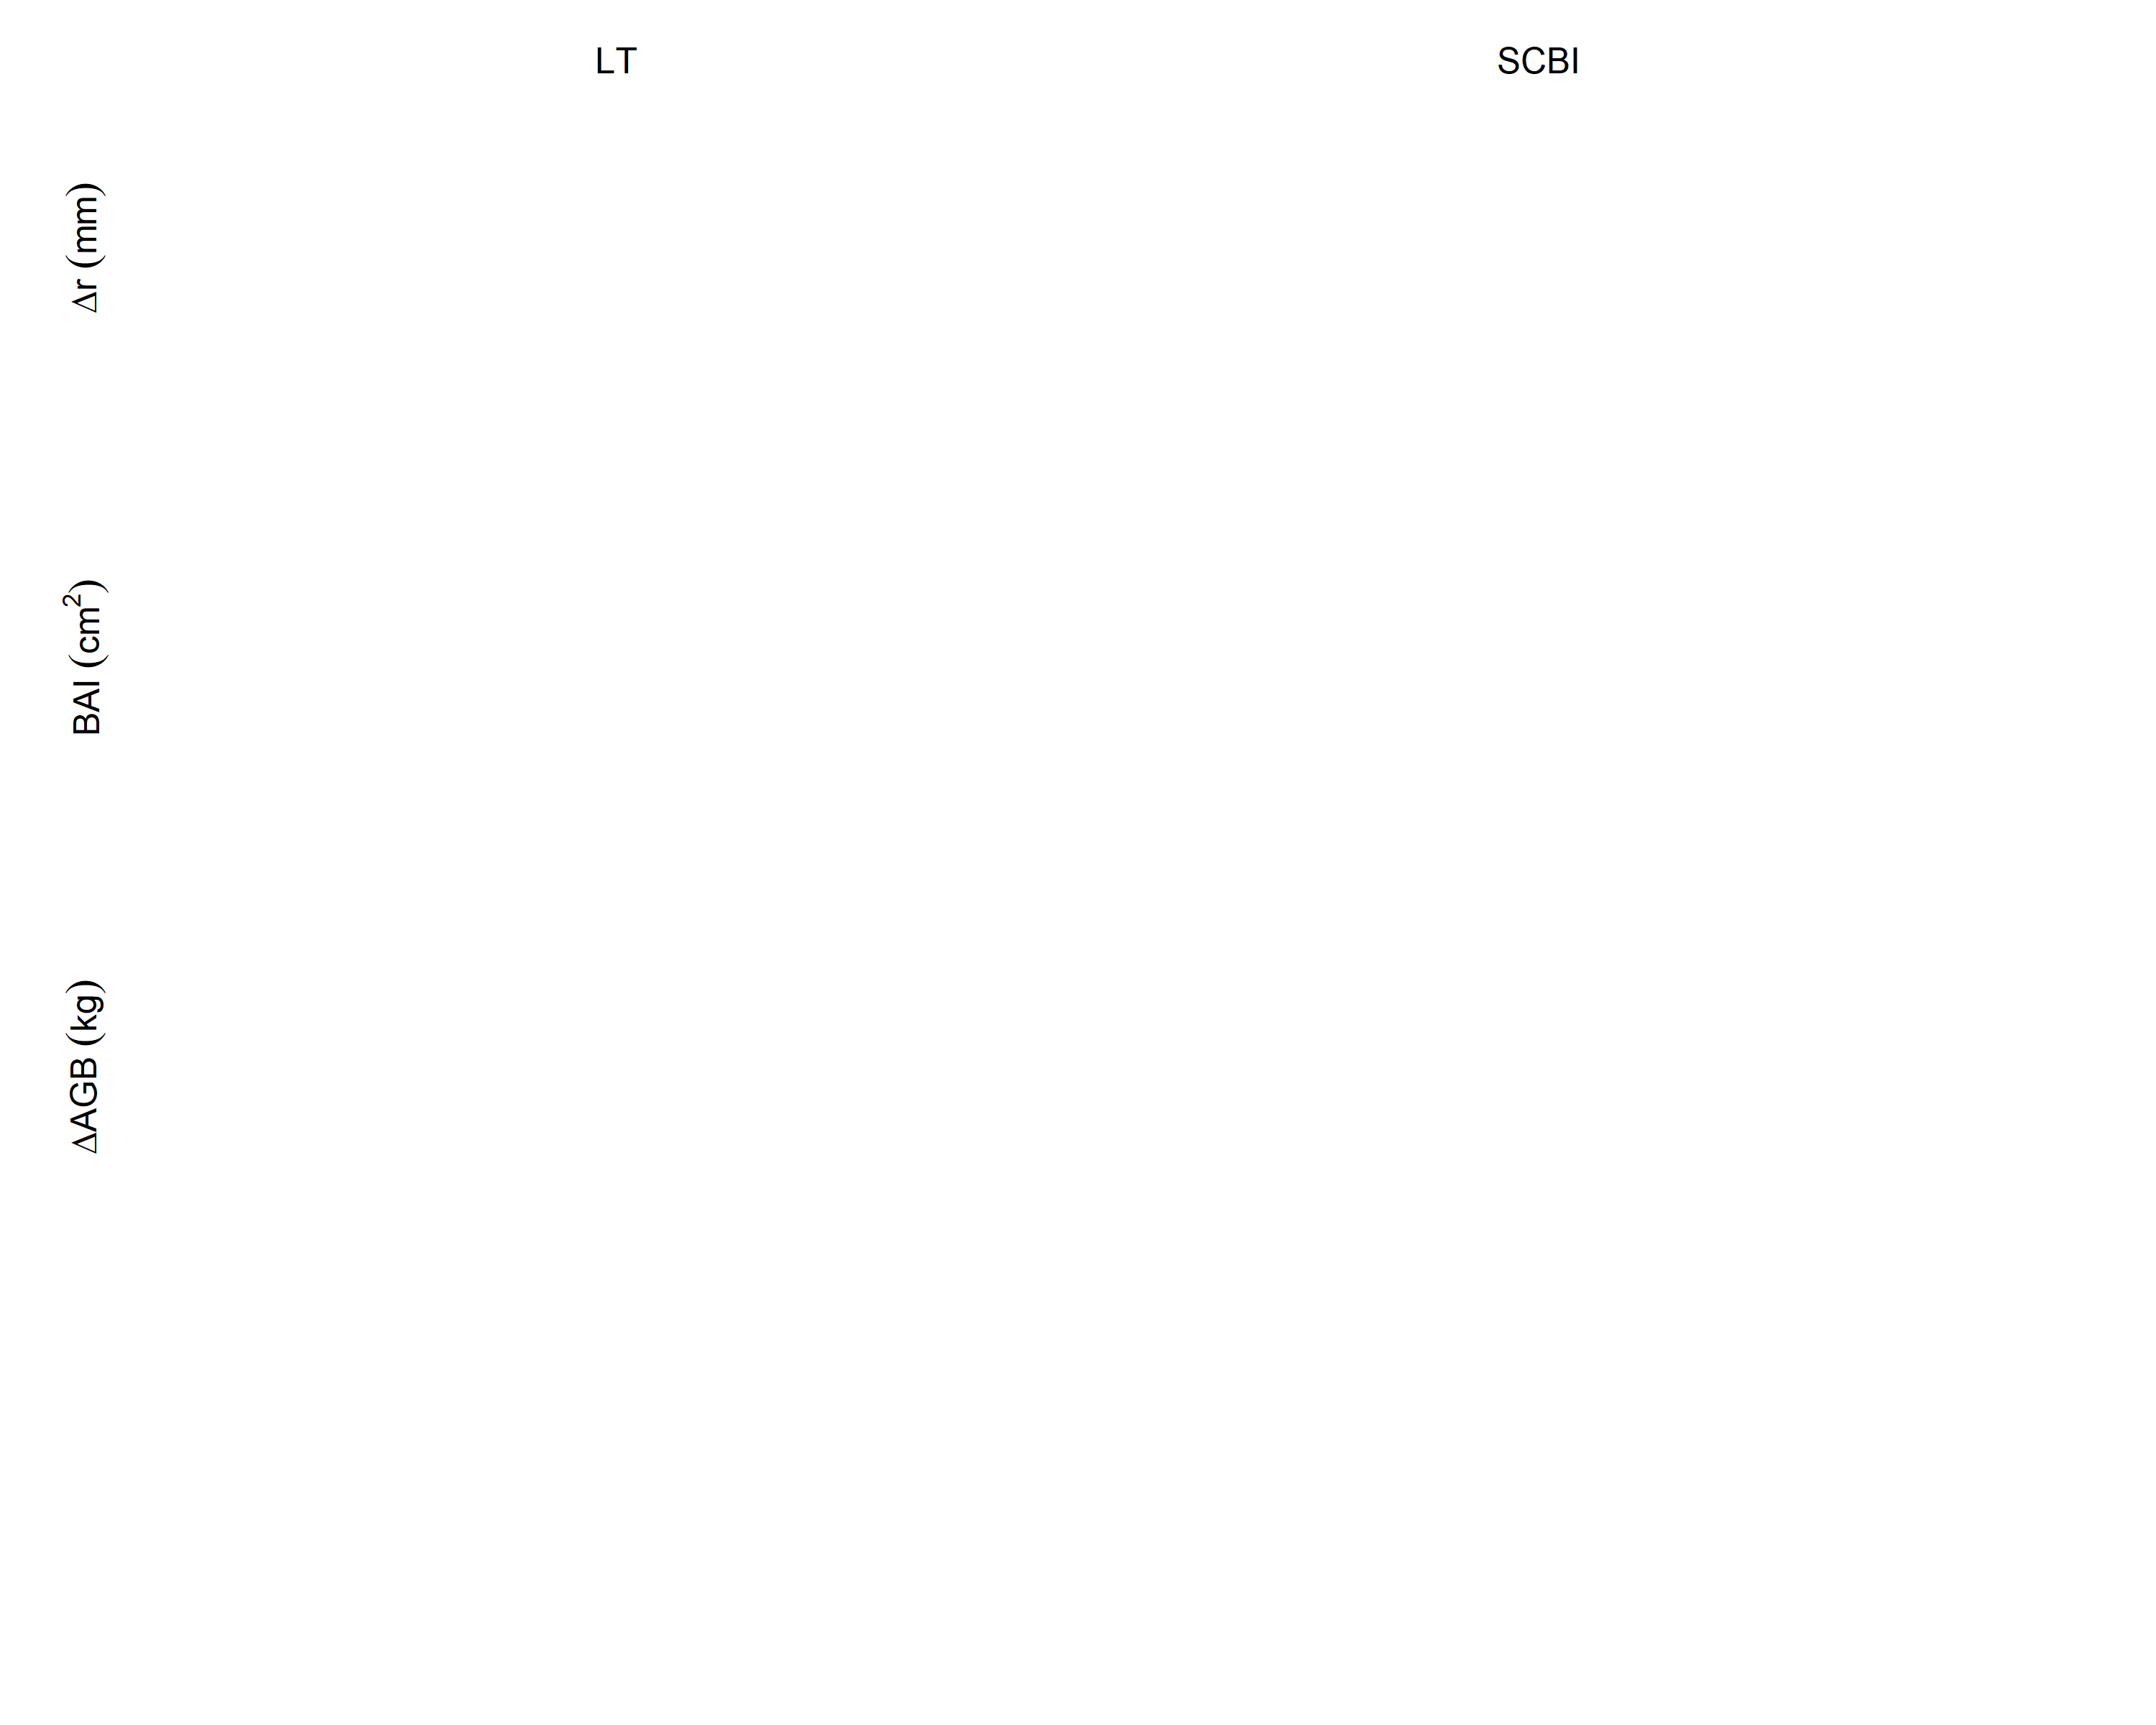 LT
SCBI
Δr (mm)
BAI (cm²)
ΔAGB (kg)